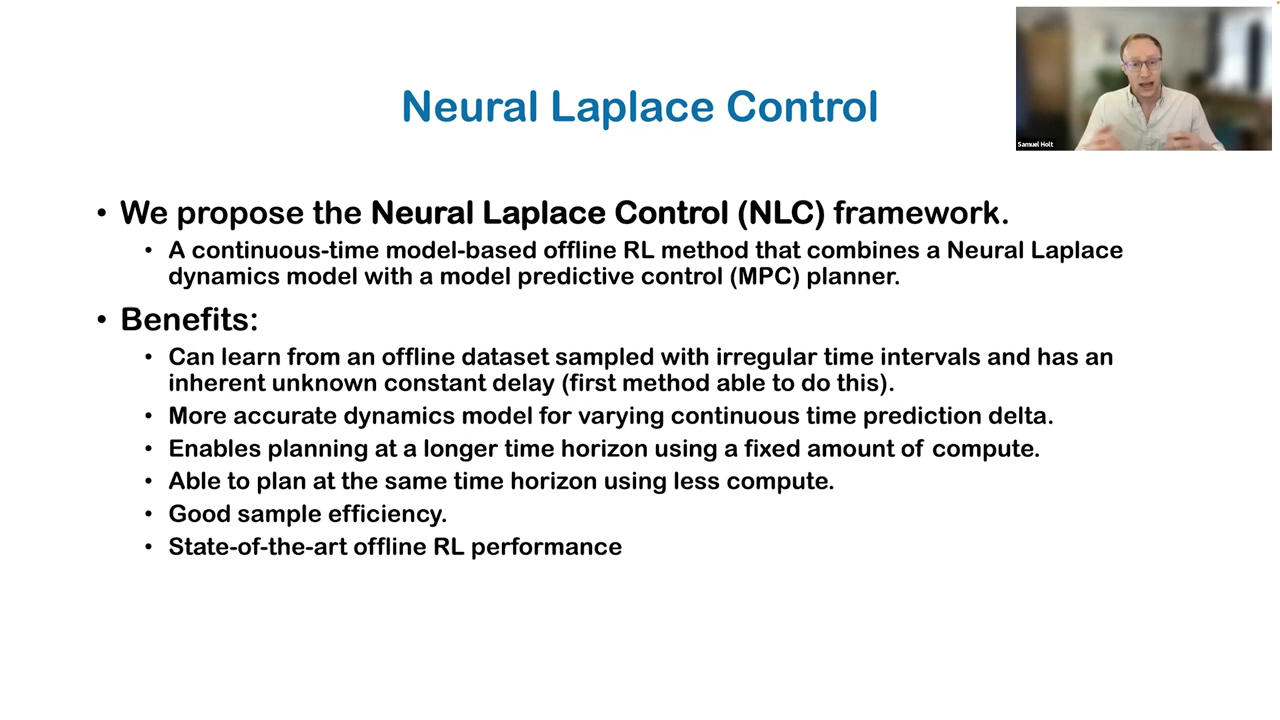 Neural Laplace Control
Samuel Holt
• We propose the Neural Laplace Control (NLC) framework.
• A continuous-time model-based offline RL method that combines a Neural Laplace
dynamics model with a model predictive control (MPC) planner.
• Benefits:
• Can learn from an offline dataset sampled with irregular time intervals and has an
inherent unknown constant delay (first method able to do this).
• More accurate dynamics model for varying continuous time prediction delta.
• Enables planning at a longer time horizon using a fixed amount of compute.
• Able to plan at the same time horizon using less compute.
• Good sample efficiency.
• State-of-the-art offline RL performance